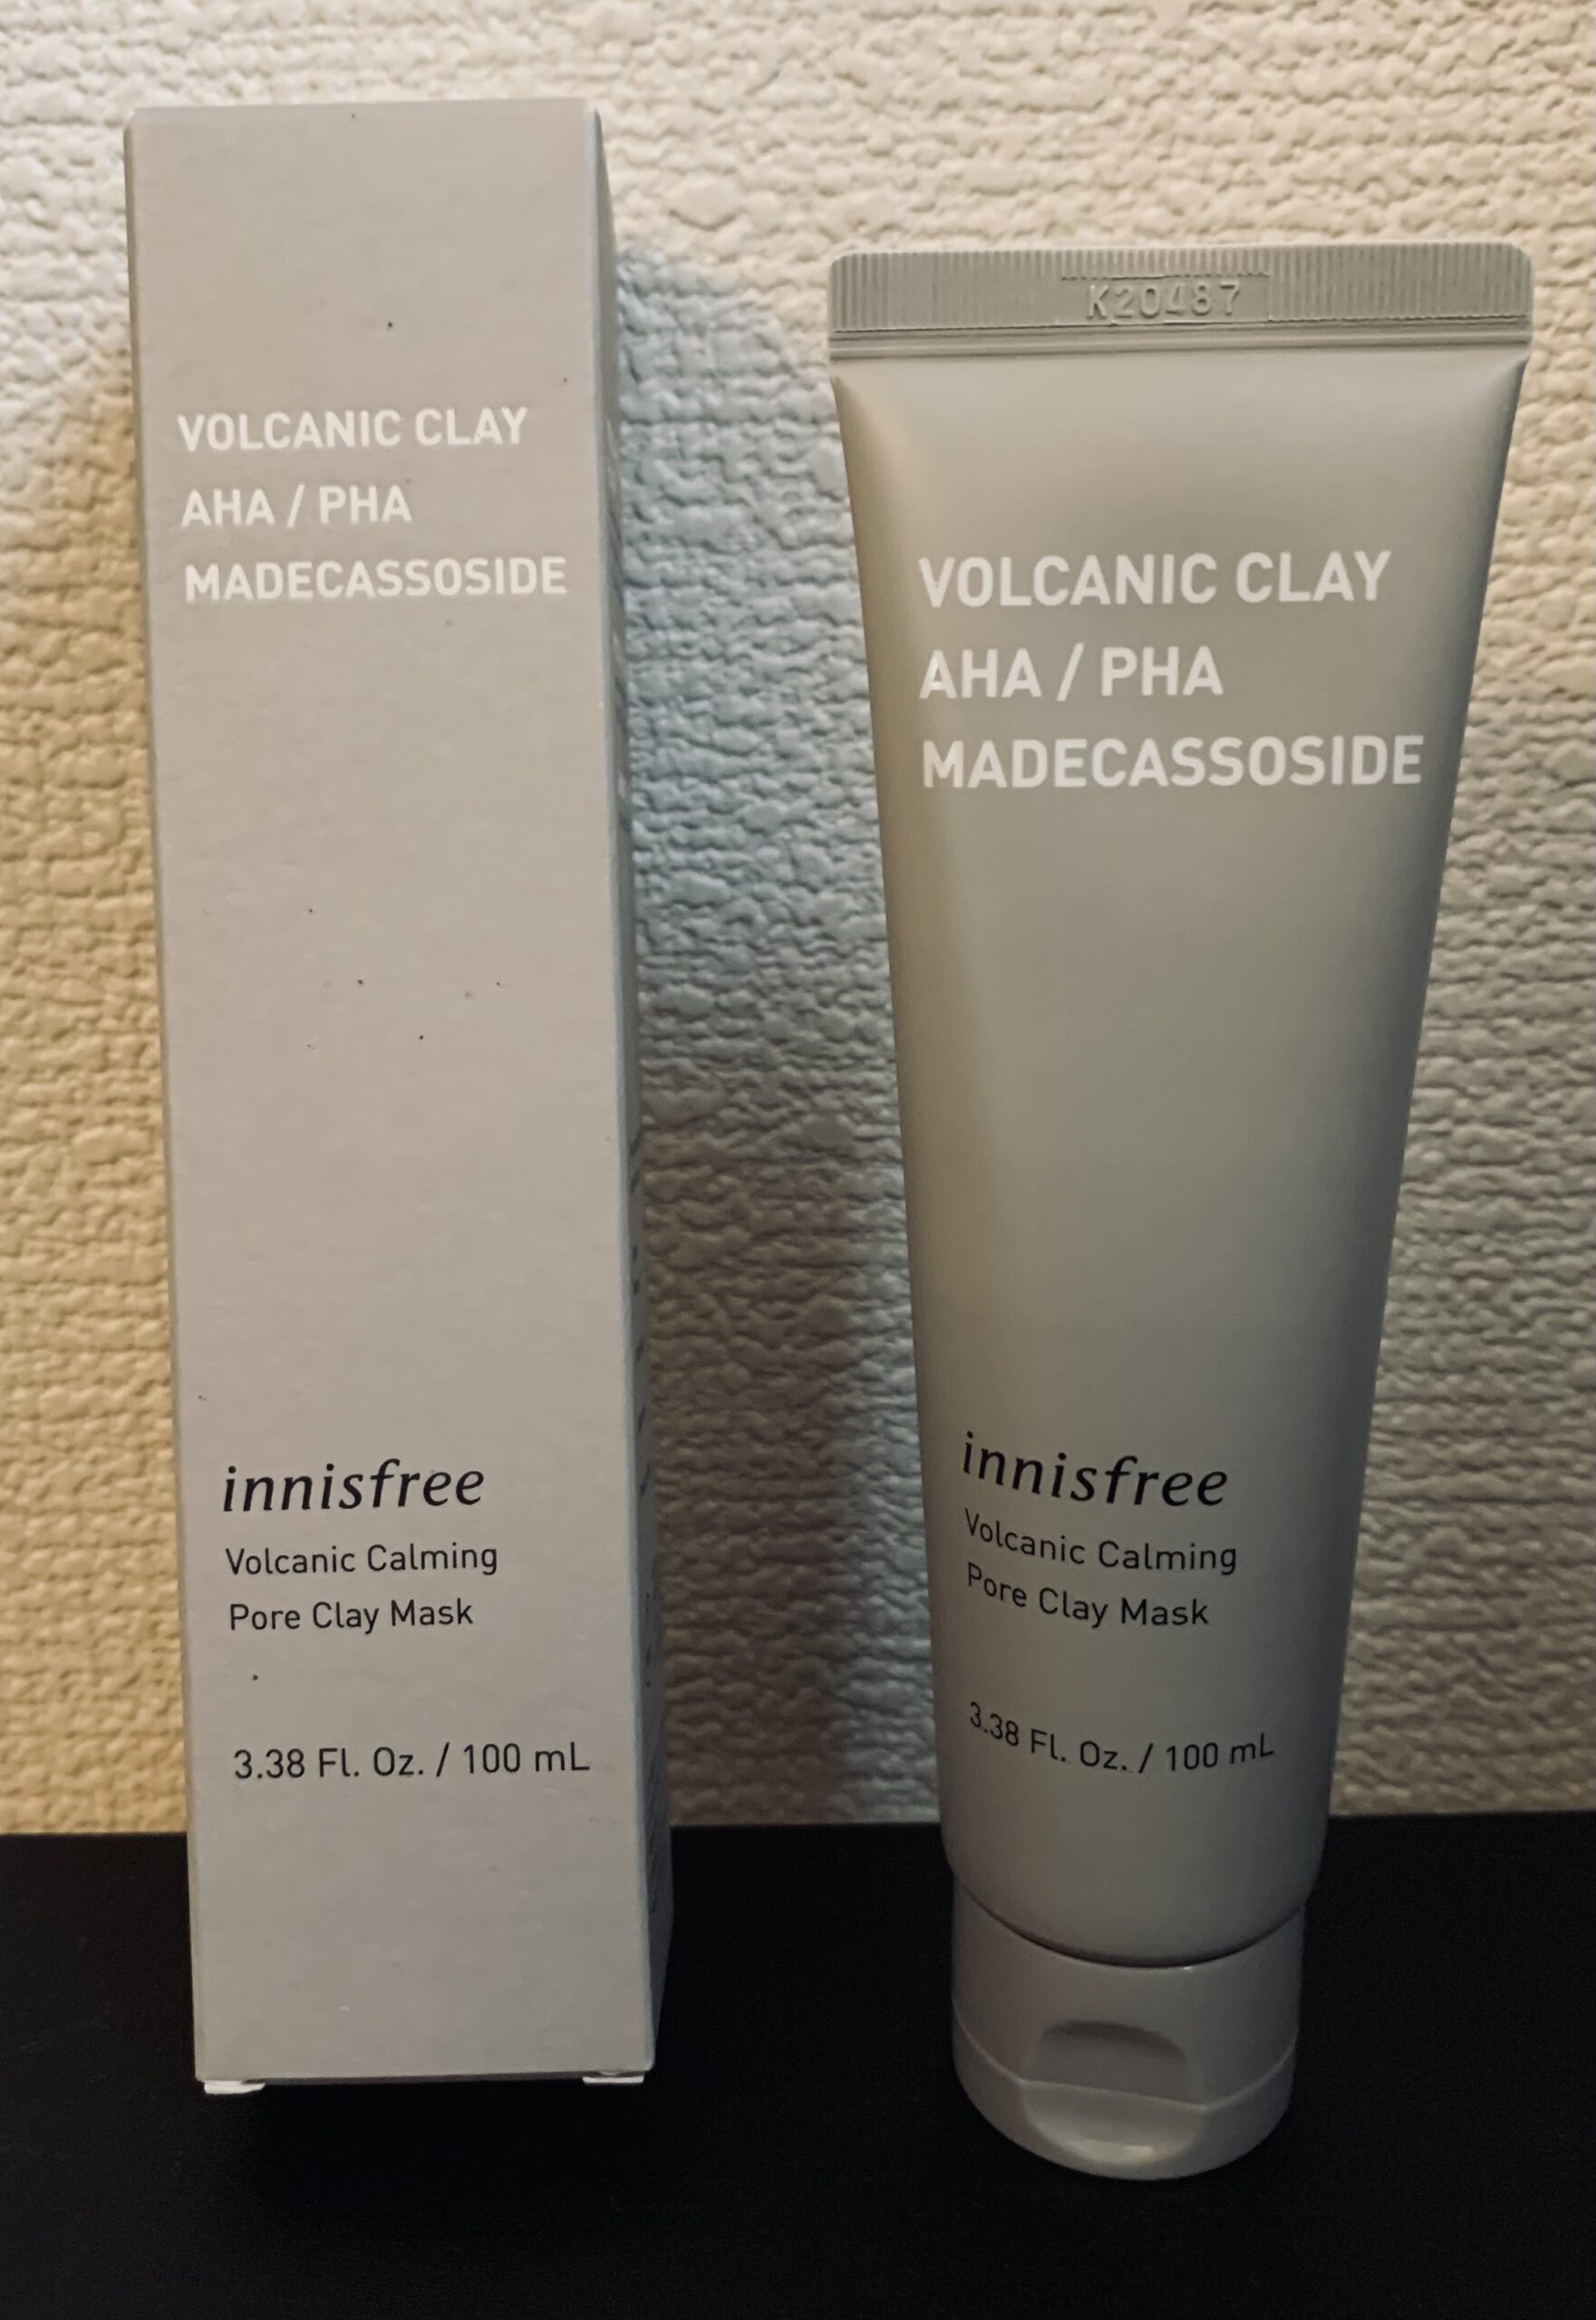 VOLCANIC CLAY
AHA / PHA
MADECASSOSIDE
innisfree
Volcanic Calming
Pore Clay Mask
3.38 Fl. Oz. / 100 mL
K20487
VOLCANIC CLAY
AHA / PHA
MADECASSOSIDE
innisfree
Volcanic Calming
Pore Clay Mask
3.38 Fl. Oz. / 100 mL